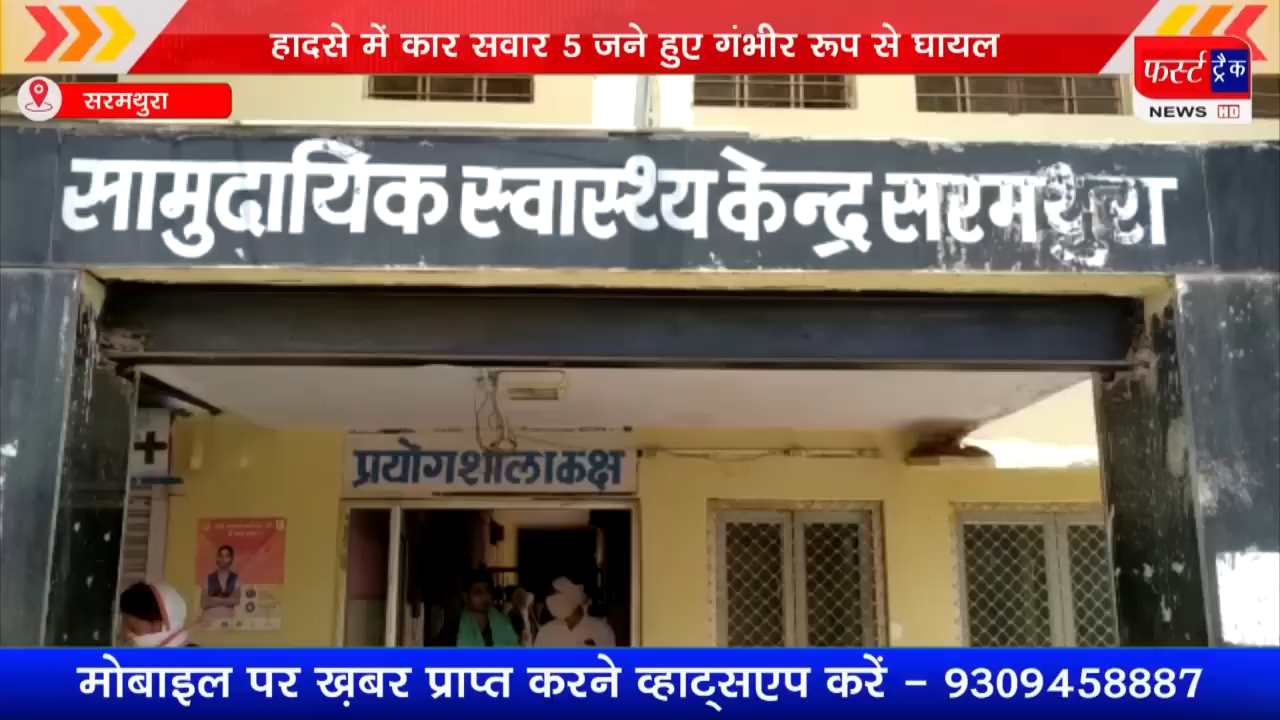 हादसे में कार सवार 5 जने हुए गंभीर रूप से घायल
फर्स्ट ट्रैक
NEWS HD
सरमथुरा
सामुदायिक स्वास्थ्य केन्द्र सरमथुरा
प्रयोगशाला कक्ष
मोबाइल पर ख़बर प्राप्त करने व्हाट्सएप करें - 9309458887